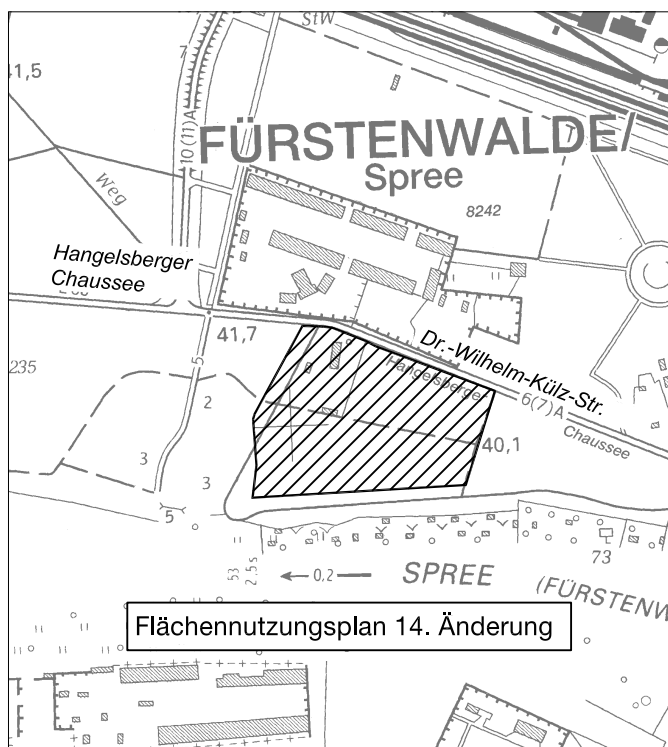 StW
41,5
7
10 (11) A
FÜRSTENWALDE/
Spree
8242
Weg
Hangelsberger
Chaussee
41,7
Dr.-Wilhelm-Külz-Str.
Hangelsberger
235
5
6(7)A
Chaussee
2
40,1
3
3
5
73
53
2.5s
0,2
SPREE
(FÜRSTENW
Flächennutzungsplan 14. Änderung